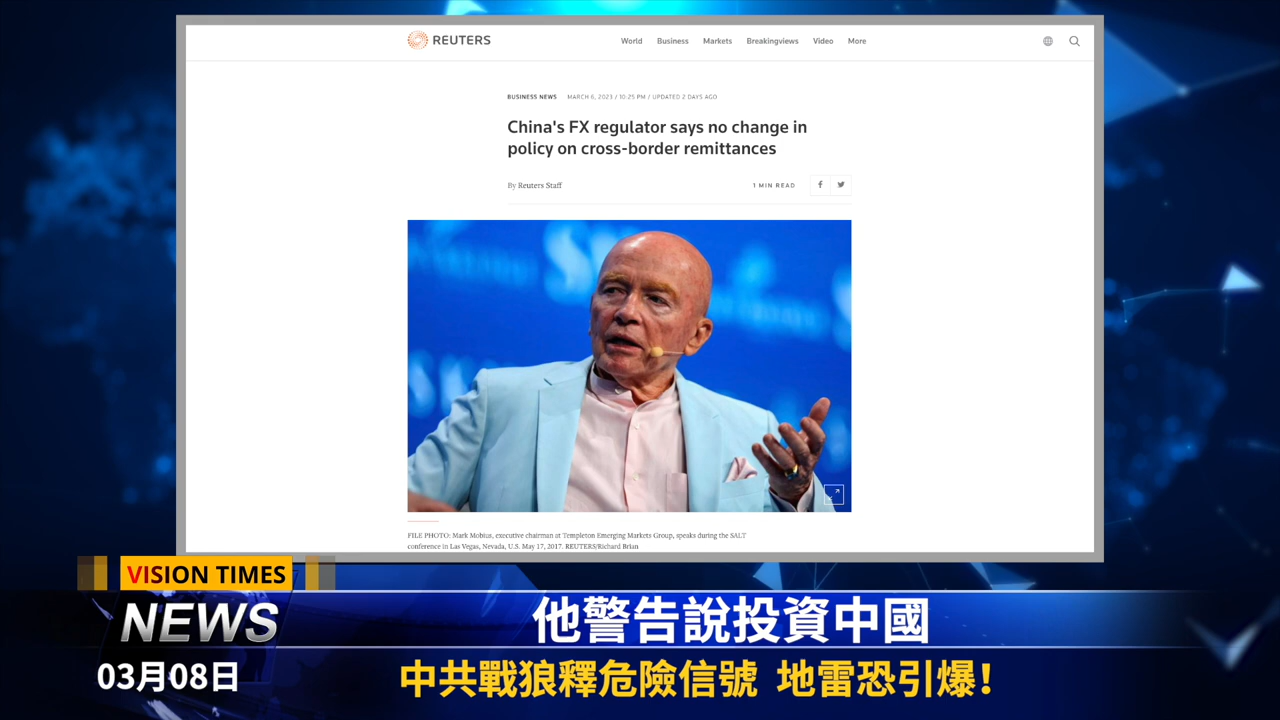 REUTERS
World Business Markets Breakingviews Video More
BUSINESS NEWS MARCH 6, 2023 / 10:25 PM / UPDATED 2 DAYS AGO
China's FX regulator says no change in
policy on cross-border remittances
By Reuters Staff
1 MIN READ
FILE PHOTO: Mark Mobius, executive chairman at Templeton Emerging Markets Group, speaks during the SALT
conference in Las Vegas, Nevada, U.S. May 17, 2017. REUTERS/Richard Brian
VISION TIMES
NEWS
他警告說投資中國
03月08日
中共戰狼釋危險信號 地雷恐引爆!